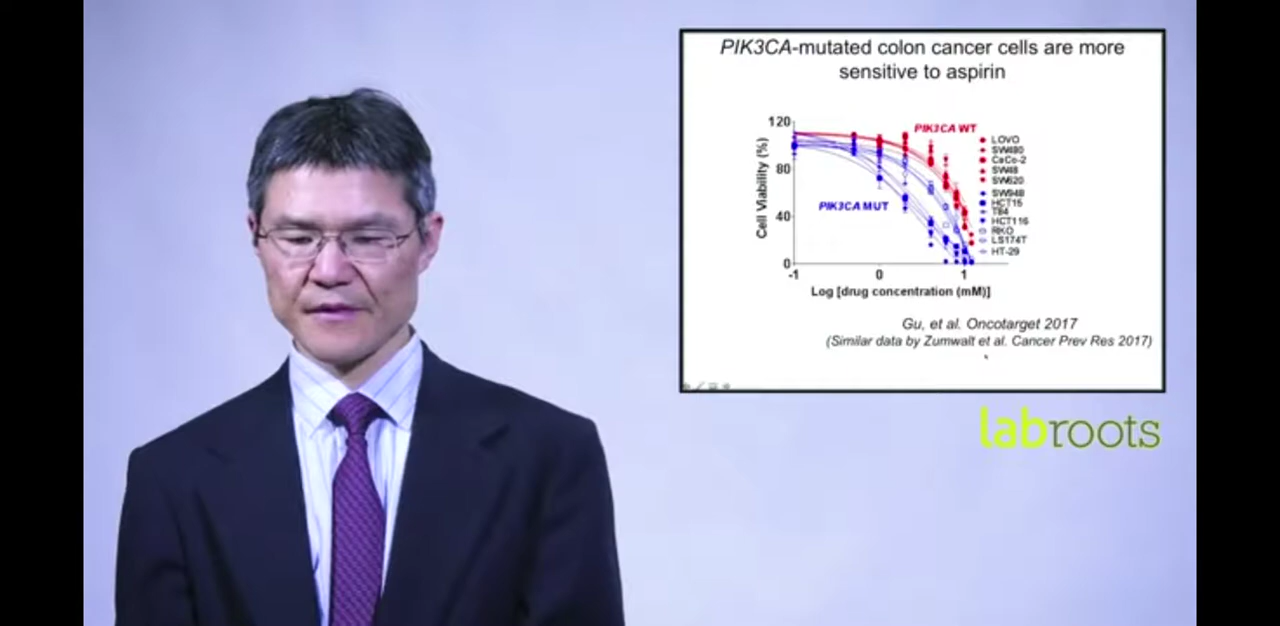 PIK3CA-mutated colon cancer cells are more
sensitive to aspirin
120
80
40
0
Cell Viability (%)
PIK3CA WT
PIK3CA MUT
LOVO
SW480
CaCo-2
SW48
SW620
SW948
HCT15
T84
HCT116
RKO
LS174T
HT-29
-1
0
1
Log [drug concentration (mM)]
Gu, et al. Oncotarget 2017
(Similar data by Zumwalt et al. Cancer Prev Res 2017)
labroots